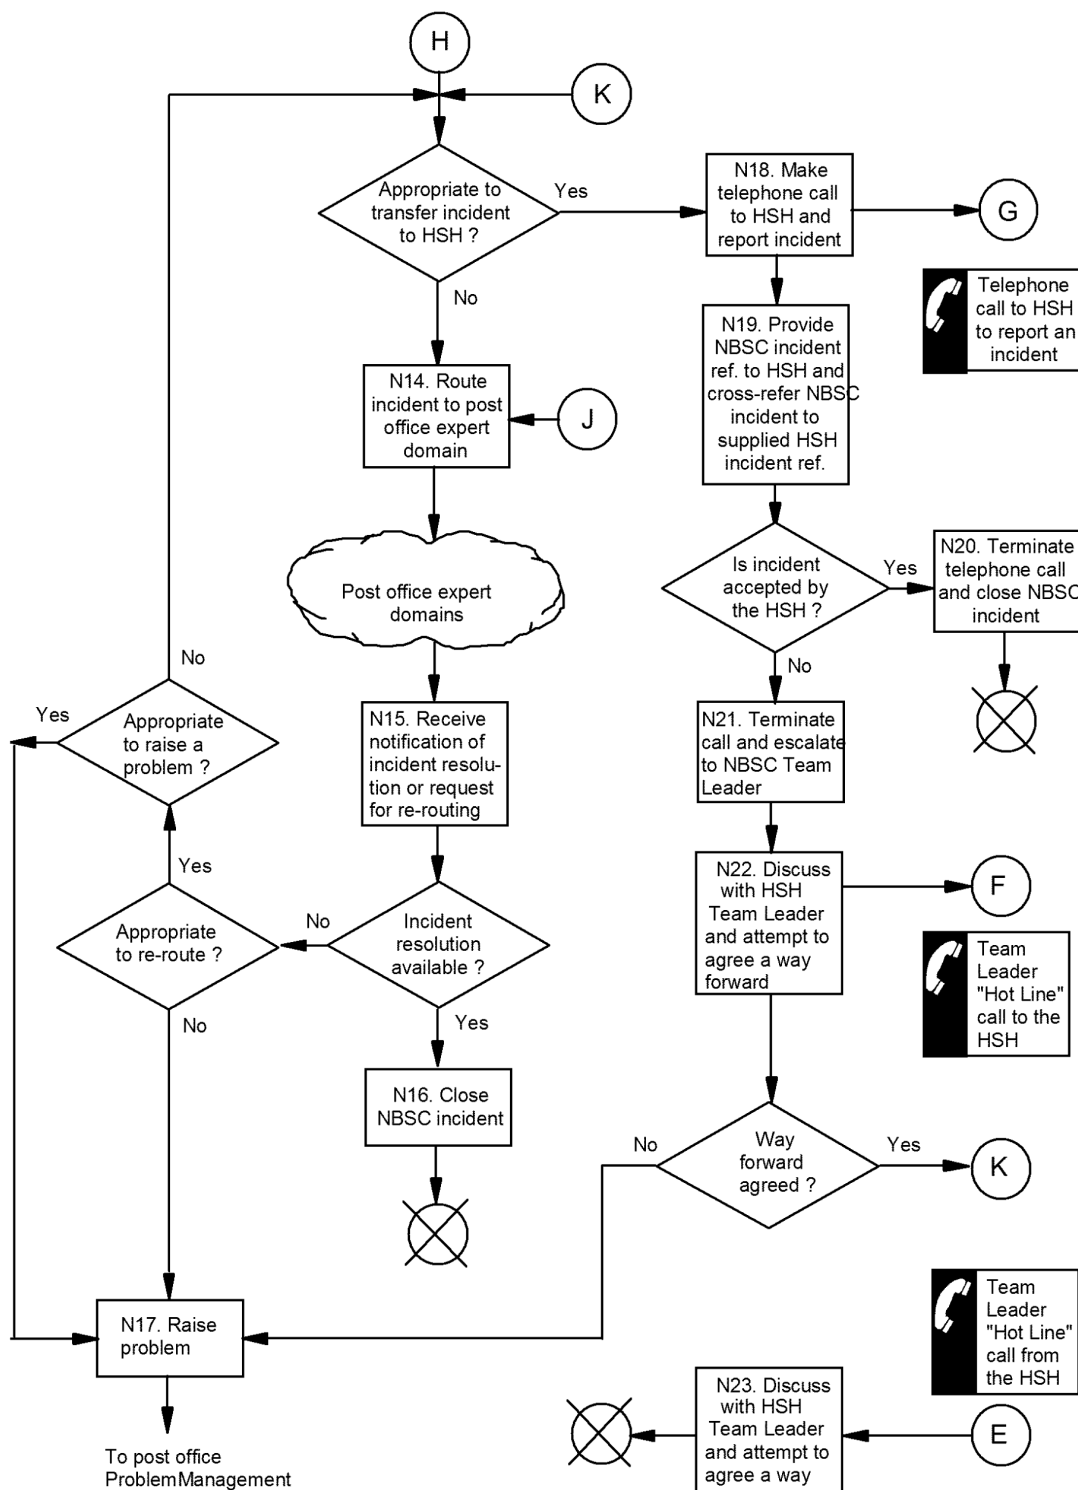 H
K
Appropriate to
transfer incident
to HSH ?
Yes
No
N18. Make
telephone call
to HSH and
report incident
G
Telephone
call to HSH
to report an
incident
N19. Provide
NBSC incident
ref. to HSH and
cross-refer NBSC
incident to
supplied HSH
incident ref.
N14. Route
incident to post
office expert
domain
J
Post office expert
domains
Is incident
accepted by
the HSH ?
Yes
No
N20. Terminate
telephone call
and close NBSC
incident
N15. Receive
notification of
incident resolu-
tion or request
for re-routing
N21. Terminate
call and escalate
to NBSC Team
Leader
No
Yes
Appropriate
to raise a
problem ?
Yes
Appropriate
to re-route ?
No
No
Incident
resolution
available ?
Yes
N22. Discuss
with HSH
Team Leader
and attempt to
agree a way
forward
F
Team
Leader
"Hot Line"
call to the
HSH
N16. Close
NBSC incident
No
Way
forward
agreed ?
Yes
K
N17. Raise
problem
To post office
ProblemManagement
Team
Leader
"Hot Line"
call from
the HSH
N23. Discuss
with HSH
Team Leader
and attempt to
agree a way
E